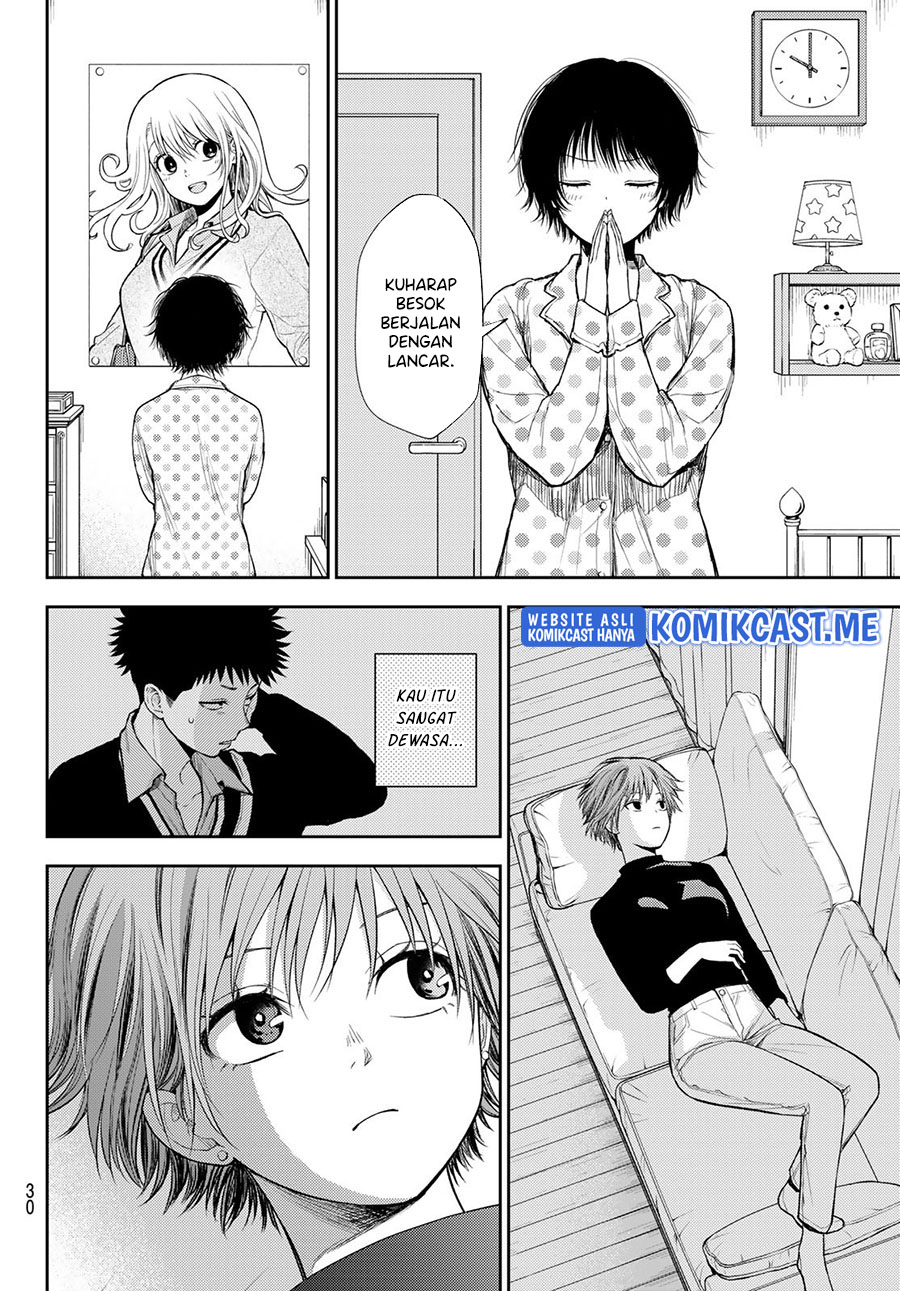 KUHARAP
BESOK
BERJALAN
DENGAN
LANCAR.
WEBSITE ASLI
KOMIKCAST HANYA
KOMIKCAST.ME
KAU ITU
SANGAT
DEWASA...
30